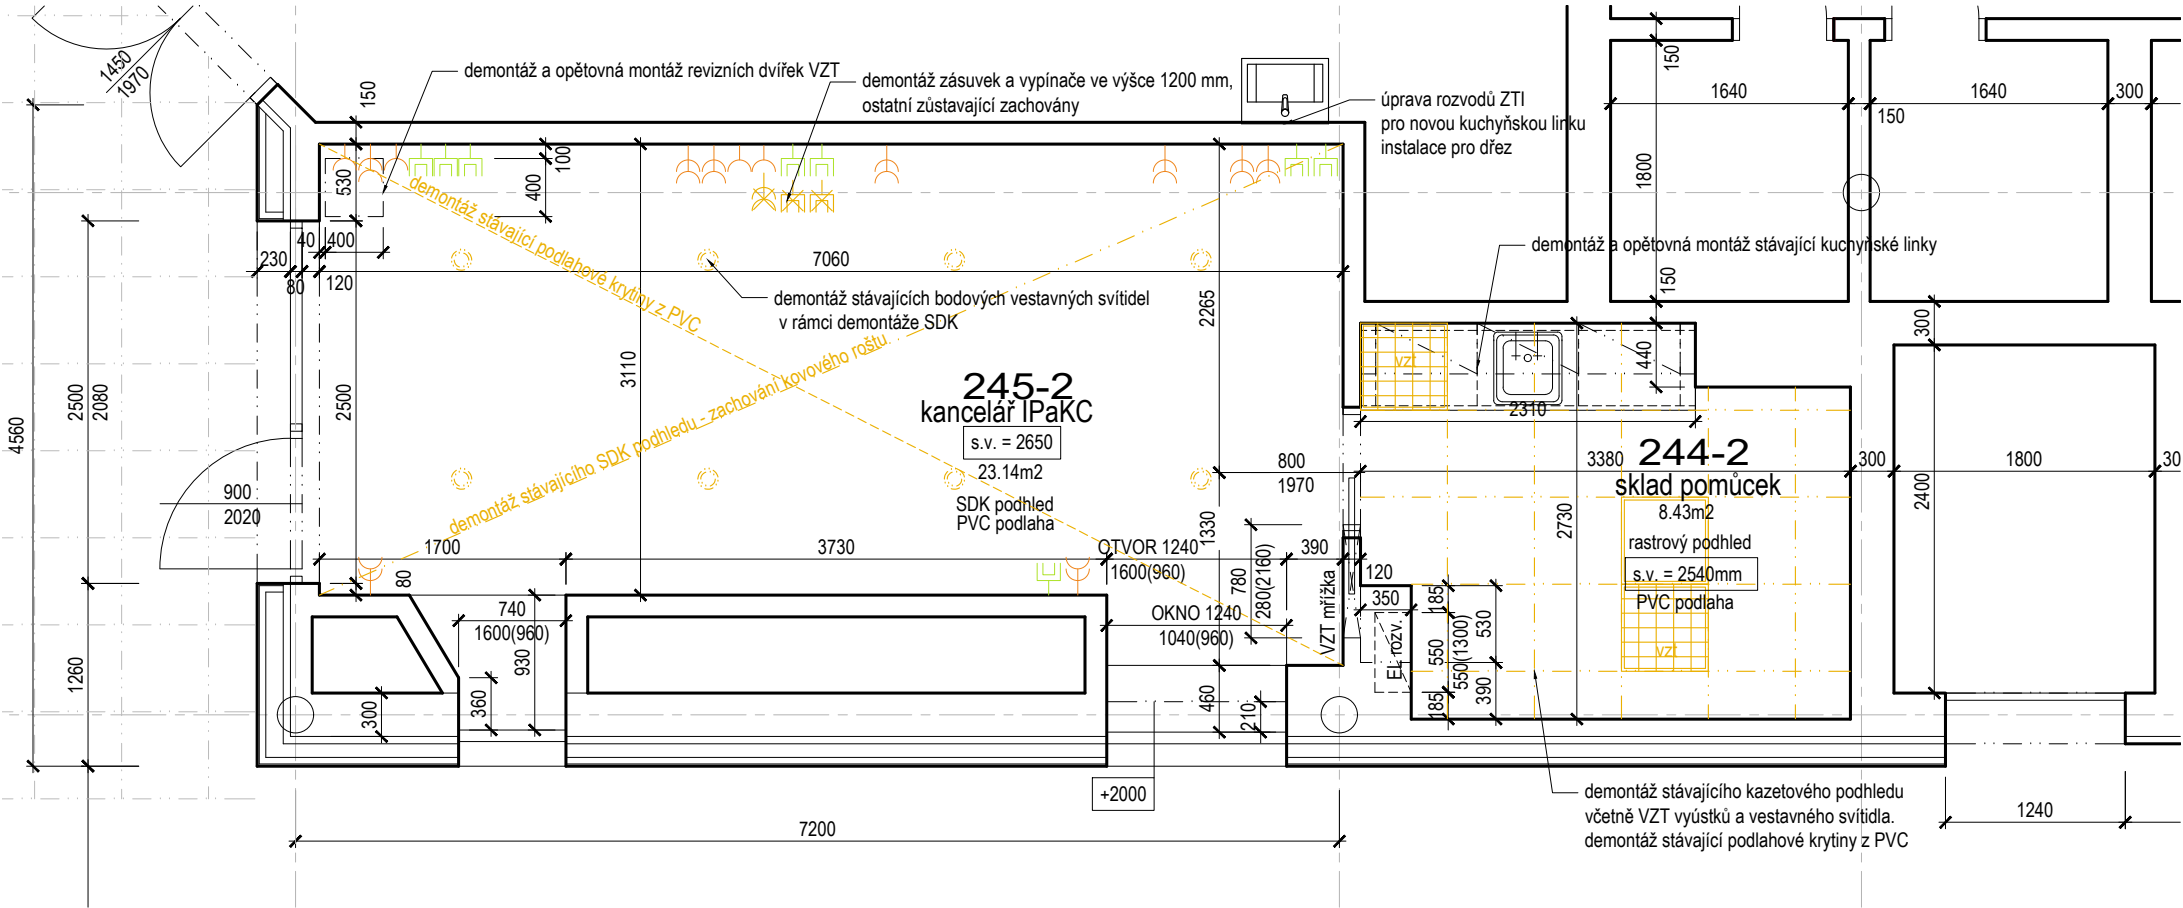 1450
1970
demontáž a opětovná montáž revizních dvířek VZT
demontáž zásuvek a vypínače ve výšce 1200 mm,
ostatní zůstavající zachovány
úprava rozvodů ZTI
pro novou kuchyňskou linku
instalace pro dřez
150
150
1640
150
1640
300
530
100
400
1800
demontáž stávající podlahové krytiny z PVC
demontáž a opětovná montáž stávající kuchyňské linky
40
400
230
80
120
7060
150
demontáž stávajících bodových vestavných svítidel
v rámci demontáže SDK
2265
300
440
vzt
2500
2080
2500
3110
4560
demontáž stávajícího SDK podhledu - zachování kovového roštu
245-2
kancelář IPaKC
s.v. = 2650
23.14m2
SDK podhled
PVC podlaha
2310
800
1970
3380
244-2
sklad pomůcek
8.43m2
rastrový podhled
s.v. = 2540mm
PVC podlaha
300
1800
30
2400
2730
900
2020
1700
3730
1330
OTVOR 1240
1600(960)
390
780
280(2160)
120
80
740
1600(960)
OKNO 1240
1040(960)
VZT mřížka
350
EL rozv.
185
550
550(1300)
530
390
185
vzt
1260
930
360
300
460
210
+2000
demontáž stávajícího kazetového podhledu
včetně VZT vyústků a vestavného svítidla.
demontáž stávající podlahové krytiny z PVC
1240
7200